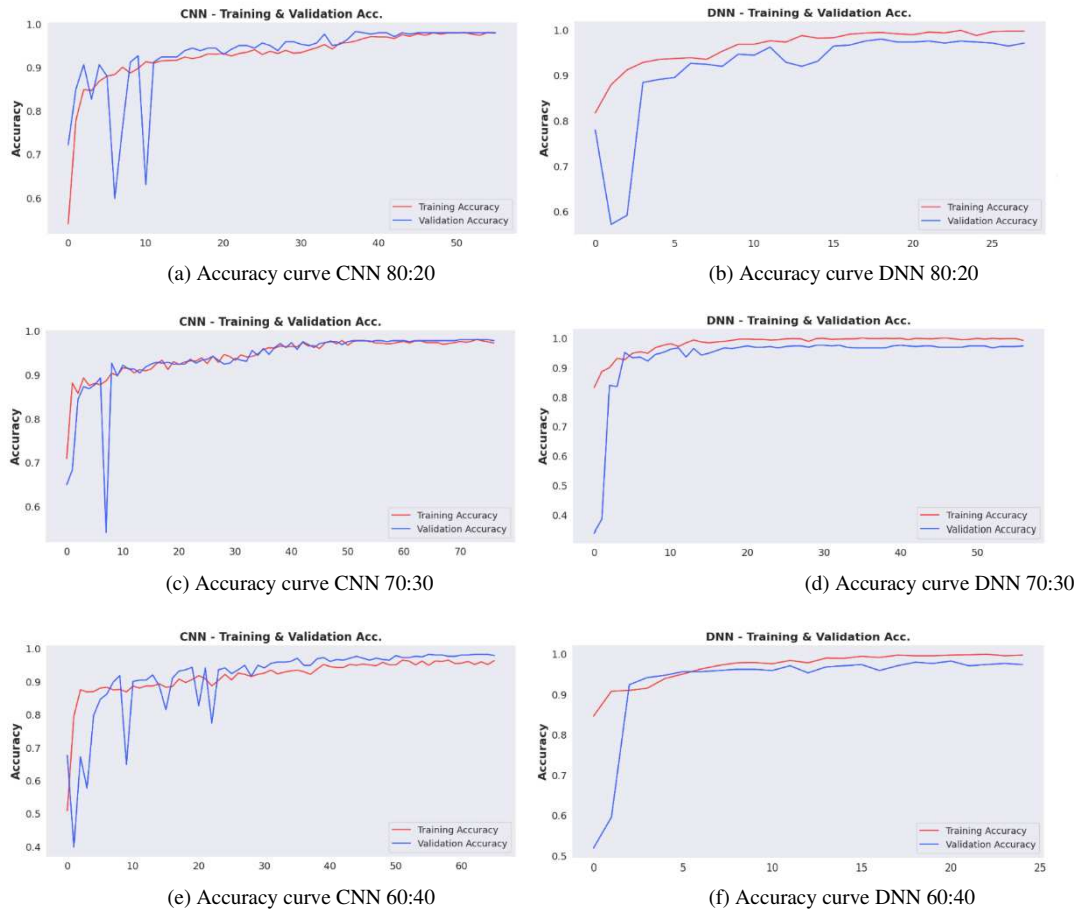 CNN - Training & Validation Acc.
1.0
0.9
0.8
0.7
0.6
Accuracy
0 10 20 30 40 50
Training Accuracy
Validation Accuracy
(a) Accuracy curve CNN 80:20
DNN - Training & Validation Acc.
1.0
0.9
0.8
0.7
0.6
Accuracy
0 5 10 15 20 25
Training Accuracy
Validation Accuracy
(b) Accuracy curve DNN 80:20
CNN - Training & Validation Acc.
1.0
0.9
0.8
0.7
0.6
Accuracy
0 10 20 30 40 50 60 70
Training Accuracy
Validation Accuracy
(c) Accuracy curve CNN 70:30
DNN - Training & Validation Acc.
1.0
0.9
0.8
0.7
0.6
0.5
0.4
Accuracy
0 10 20 30 40 50
Training Accuracy
Validation Accuracy
(d) Accuracy curve DNN 70:30
CNN - Training & Validation Acc.
1.0
0.9
0.8
0.7
0.6
0.5
0.4
Accuracy
0 10 20 30 40 50 60
Training Accuracy
Validation Accuracy
(e) Accuracy curve CNN 60:40
DNN - Training & Validation Acc.
1.0
0.9
0.8
0.7
0.6
0.5
Accuracy
0 5 10 15 20 25
Training Accuracy
Validation Accuracy
(f) Accuracy curve DNN 60:40